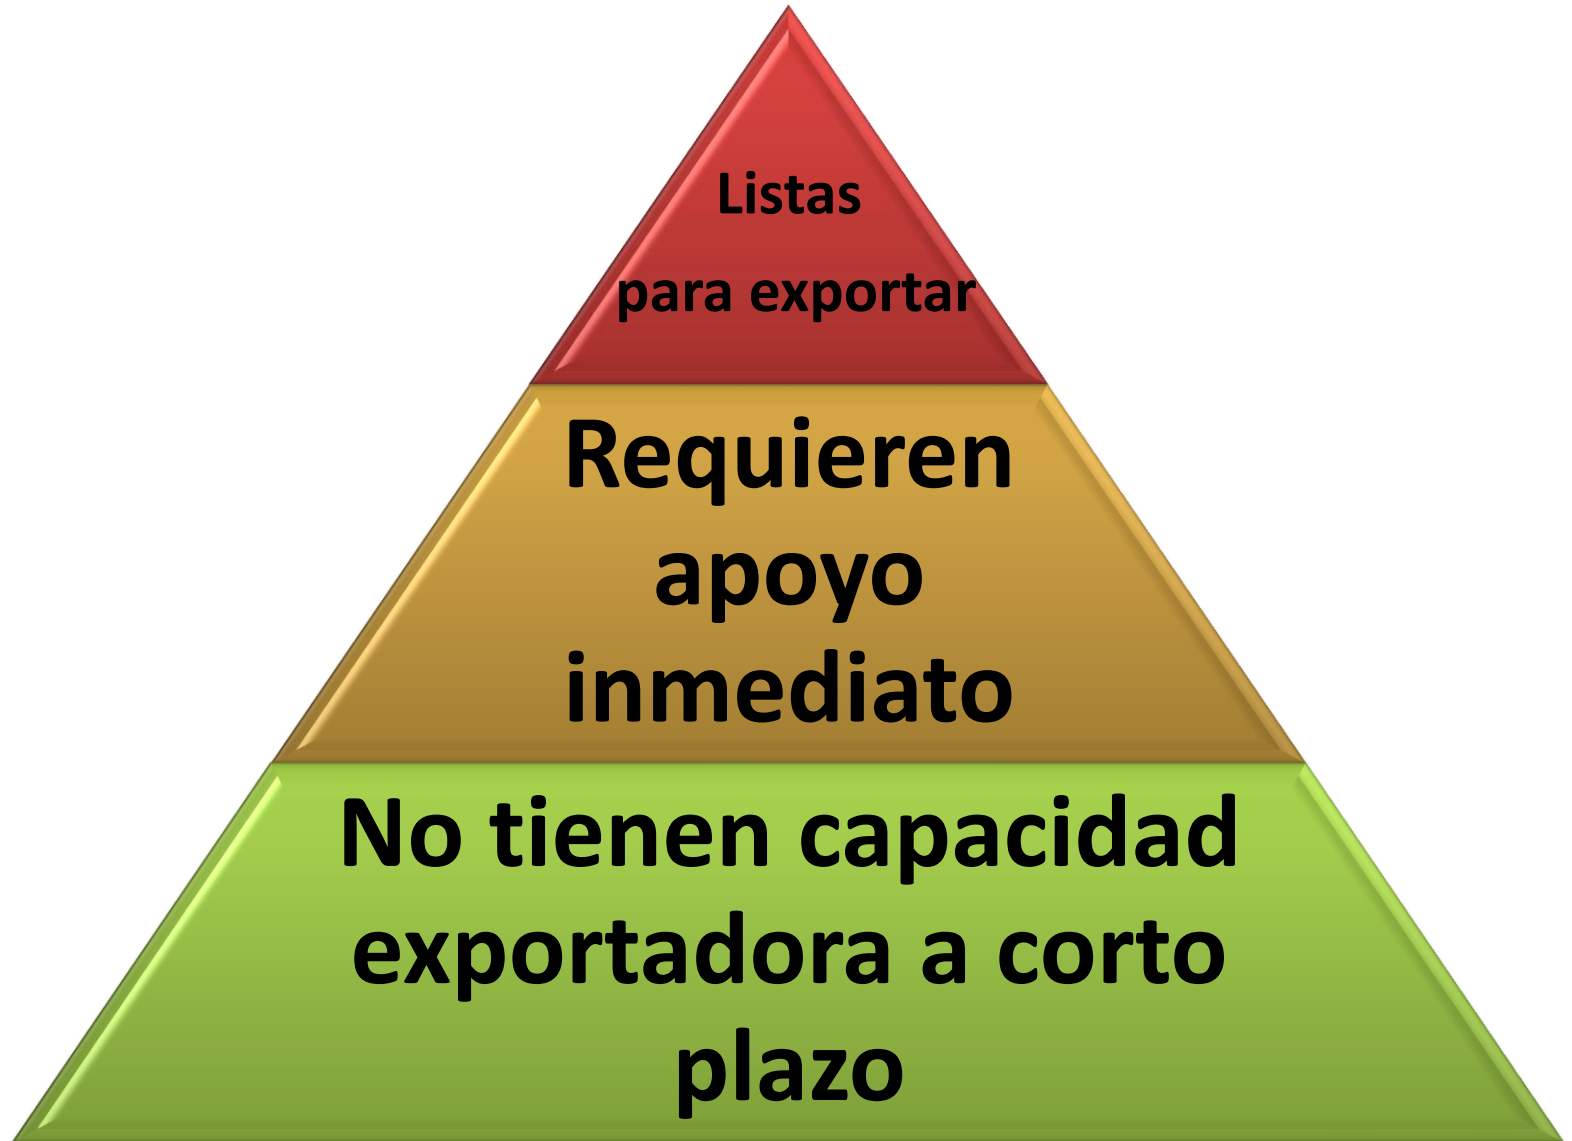 Listas
para exportar
Requieren
apoyo
inmediato
No tienen capacidad
exportadora a corto
plazo